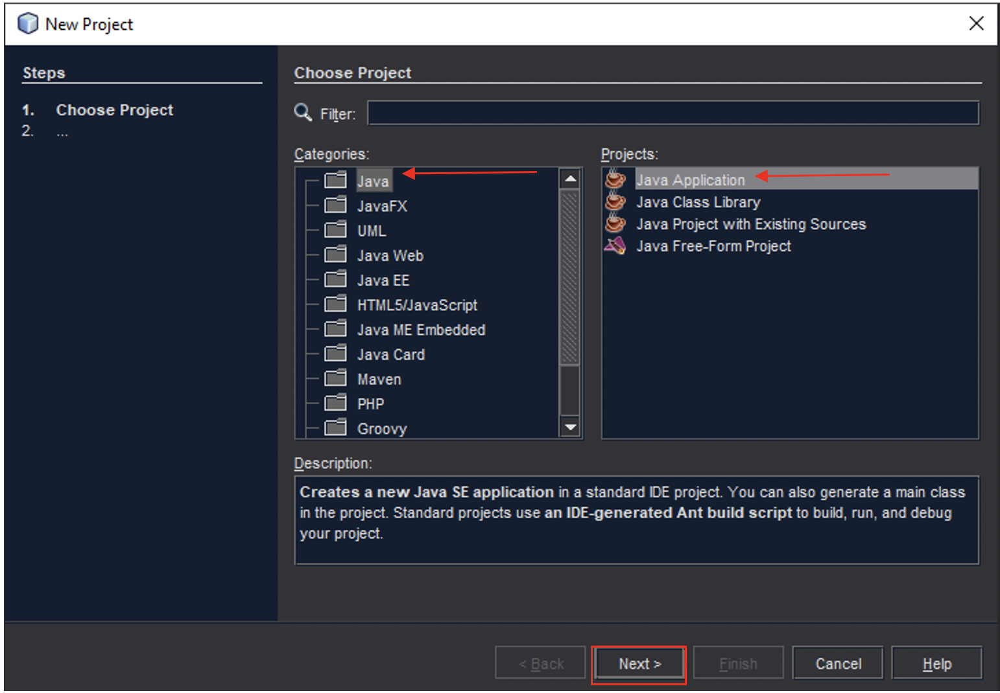 New Project
Steps
1. Choose Project
2. ...
Choose Project
Filter:
Categories:
Java
JavaFX
UML
Java Web
Java EE
HTML5/JavaScript
Java ME Embedded
Java Card
Maven
PHP
Groovy
Projects:
Java Application
Java Class Library
Java Project with Existing Sources
Java Free-Form Project
Description:
Creates a new Java SE application in a standard IDE project. You can also generate a main class
in the project. Standard projects use an IDE-generated Ant build script to build, run, and debug
your project.
< Back Next > Finish Cancel Help